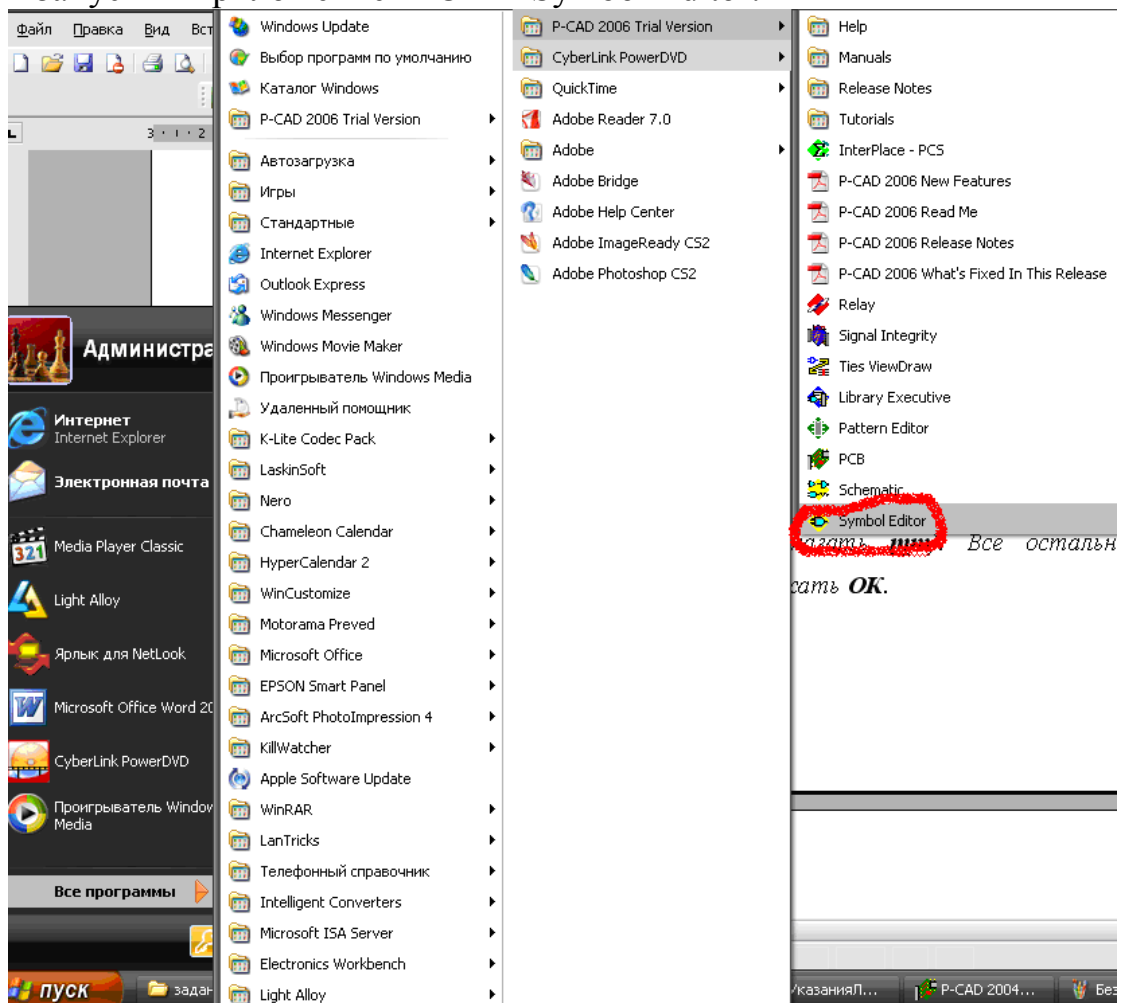 Файл Правка Вид Вст
3 · 1 · 2
Администра
Интернет
Internet Explorer
Электронная почта
Media Player Classic
Light Alloy
Ярлык для NetLook
Microsoft Office Word 20
CyberLink PowerDVD
Проигрыватель Window
Media
Все программы
пуск
задан
Windows Update
Выбор программ по умолчанию
Каталог Windows
P-CAD 2006 Trial Version
Автозагрузка
Игры
Стандартные
Internet Explorer
Outlook Express
Windows Messenger
Windows Movie Maker
Проигрыватель Windows Media
Удаленный помощник
K-Lite Codec Pack
LaskinSoft
Nero
Chameleon Calendar
HyperCalendar 2
WinCustomize
Motorama Preved
Microsoft Office
EPSON Smart Panel
ArcSoft PhotoImpression 4
KillWatcher
Apple Software Update
WinRAR
LanTricks
Телефонный справочник
Intelligent Converters
Microsoft ISA Server
Electronics Workbench
Light Alloy
P-CAD 2006 Trial Version
CyberLink PowerDVD
QuickTime
Adobe Reader 7.0
Adobe
Adobe Bridge
Adobe Help Center
Adobe ImageReady CS2
Adobe Photoshop CS2
Help
Manuals
Release Notes
Tutorials
InterPlace - PCS
P-CAD 2006 New Features
P-CAD 2006 Read Me
P-CAD 2006 Release Notes
P-CAD 2006 What's Fixed In This Release
Relay
Signal Integrity
Ties ViewDraw
Library Executive
Pattern Editor
PCB
Schematic
Symbol Editor
Все остальн
ать OK.
УказанияЛ...
P-CAD 2004...
Без